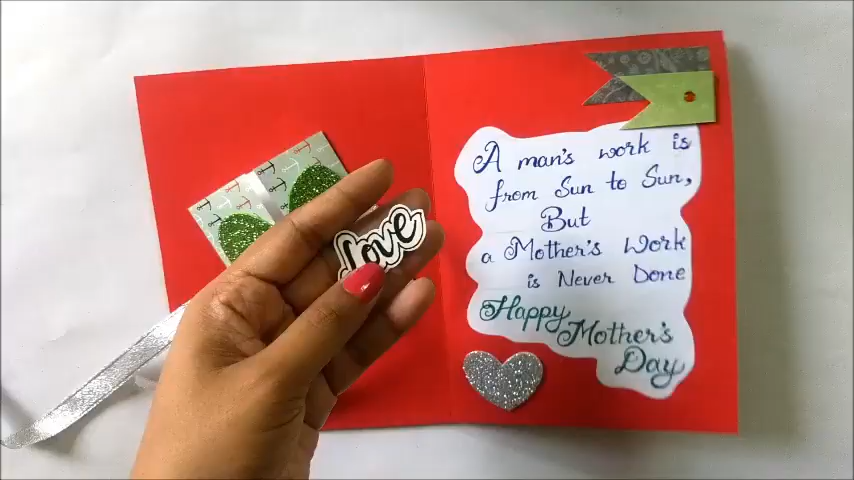 Love
A man's work is
from Sun to Sun,
But
a Mother's Work
is Never Done
Happy
Mother's
Day